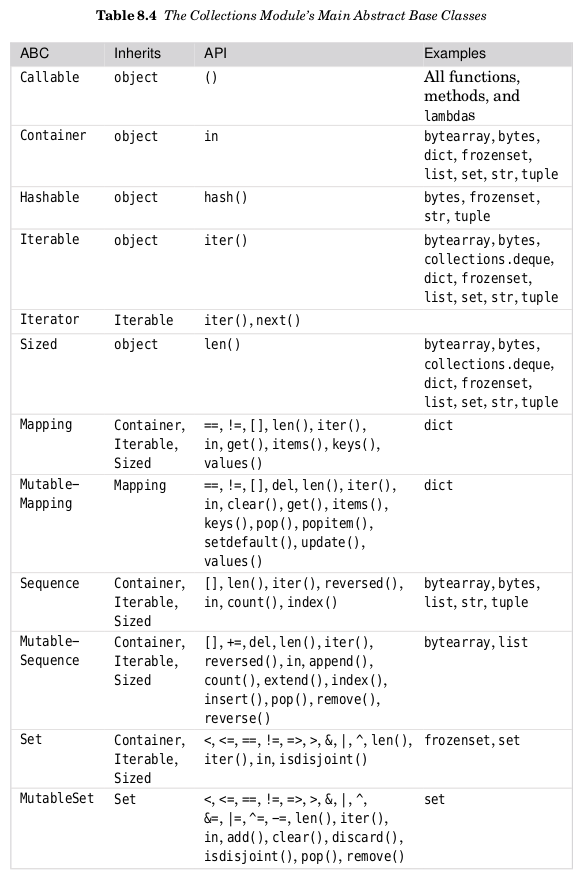 Table 8.4 The Collections Module's Main Abstract Base Classes
ABC Inherits API Examples
Callable object () All functions,
methods, and
lambdas
Container object in bytearray, bytes,
dict, frozenset,
list, set, str, tuple
Hashable object hash() bytes, frozenset,
str, tuple
Iterable object iter() bytearray, bytes,
collections.deque,
dict, frozenset,
list, set, str, tuple
Iterator Iterable iter(), next()
Sized object len() bytearray, bytes,
collections.deque,
dict, frozenset,
list, set, str, tuple
Mapping Container, ==, !=, [], len(), iter(), dict
Iterable, in, get(), items(), keys(),
Sized values()
Mutable- Mapping ==, !=, [], del, len(), iter(), dict
Mapping in, clear(), get(), items(),
keys(), pop(), popitem(),
setdefault(), update(),
values()
Sequence Container, [], len(), iter(), reversed(), bytearray, bytes,
Iterable, in, count(), index() list, str, tuple
Sized
Mutable- Container, [], +=, del, len(), iter(), bytearray, list
Sequence Iterable, reversed(), in, append(),
Sized count(), extend(), index(),
insert(), pop(), remove(),
reverse()
Set Container, <, <=, ==, !=, =>, >, &, |, ^, len(), frozenset, set
Iterable, iter(), in, isdisjoint()
Sized
MutableSet Set <, <=, ==, !=, =>, >, &, |, ^, set
&=, |=, ^=, -=, len(), iter(),
in, add(), clear(), discard(),
isdisjoint(), pop(), remove()